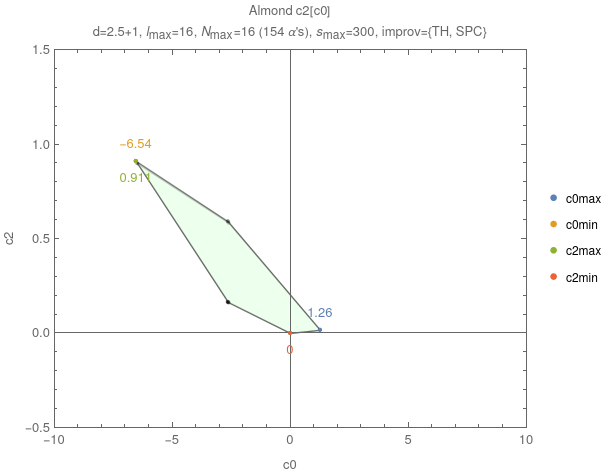 Almond c2[c0]
d=2.5+1, lmax=16, Nmax=16 (154 α's), smax=300, improv={TH, SPC}
1.5
1.0
0.5
0.0
−0.5
c2
−6.54
0.911
1.26
0
−10
−5
0
5
10
c0
c0max
c0min
c2max
c2min